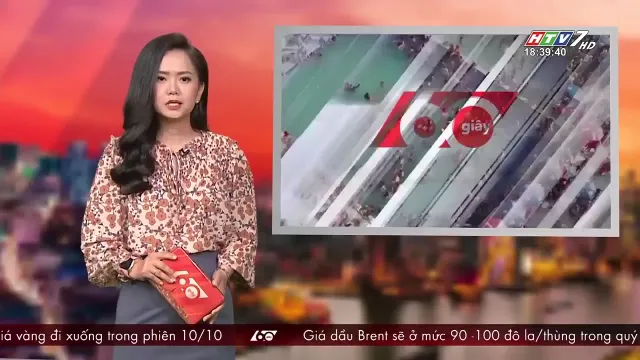 HTV7 HD
18:39:40
60 giây
60
iá vàng đi xuống trong phiên 10/10 60 Giá dầu Brent sẽ ở mức 90 -100 đô la/thùng trong quý